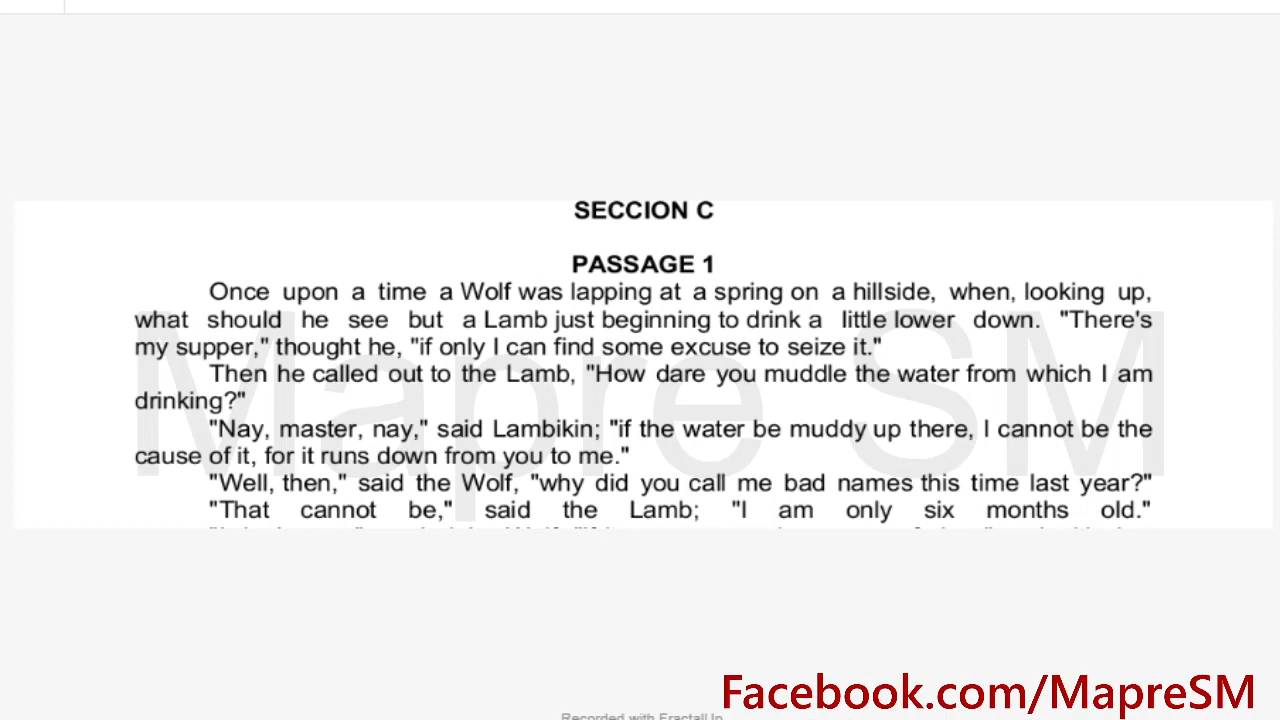 SECCION C
PASSAGE 1
Once upon a time a Wolf was lapping at a spring on a hillside, when, looking up,
what should he see but a Lamb just beginning to drink a little lower down. "There's
my supper," thought he, "if only I can find some excuse to seize it."
Then he called out to the Lamb, "How dare you muddle the water from which I am
drinking?"
"Nay, master, nay," said Lambikin; "if the water be muddy up there, I cannot be the
cause of it, for it runs down from you to me."
"Well, then," said the Wolf, "why did you call me bad names this time last year?"
"That cannot be," said the Lamb; "I am only six months old."
Mapre SM
Facebook.com/MapreSM
Recorded with